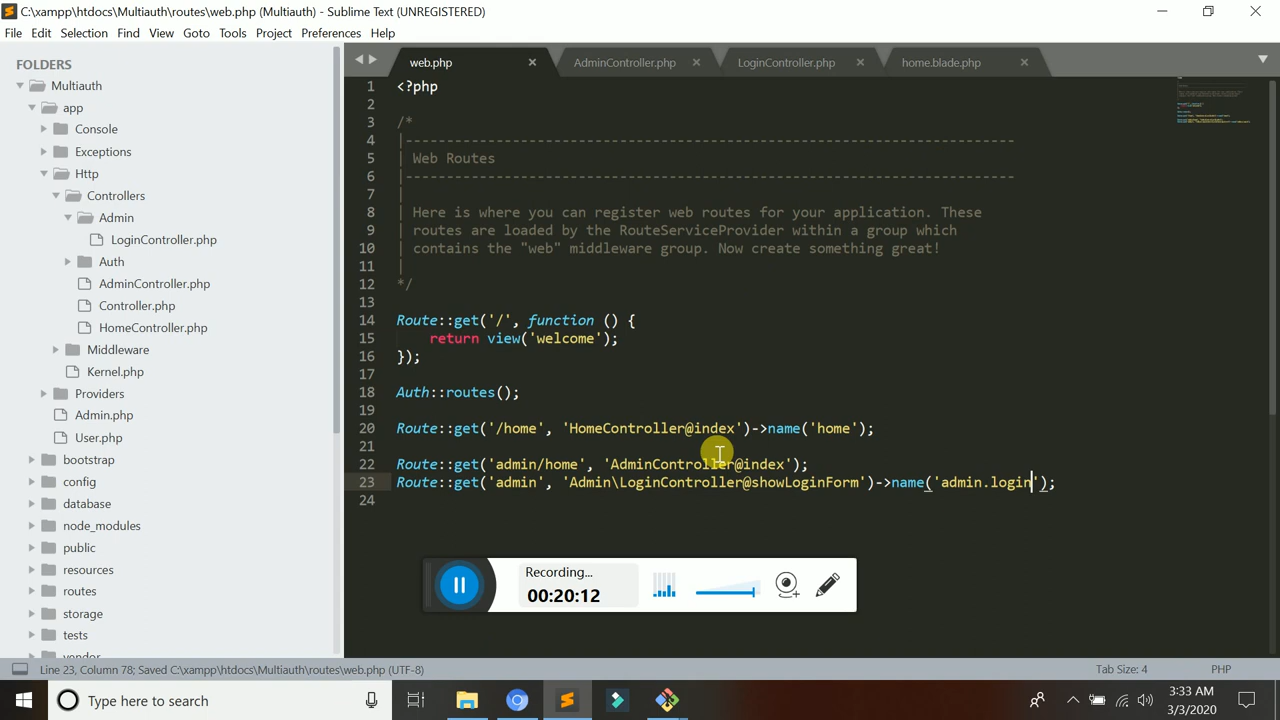 C:\xampp\htdocs\Multiauth\routes\web.php (Multiauth) - Sublime Text (UNREGISTERED)
File Edit Selection Find View Goto Tools Project Preferences Help
FOLDERS
Multiauth
app
Console
Exceptions
Http
Controllers
Admin
LoginController.php
Auth
AdminController.php
Controller.php
HomeController.php
Middleware
Kernel.php
Providers
Admin.php
User.php
bootstrap
config
database
node_modules
public
resources
routes
storage
tests
vendor
web.php AdminController.php LoginController.php home.blade.php
1 <?php
2
3 /*
4 |--------------------------------------------------------------------------
5 | Web Routes
6 |--------------------------------------------------------------------------
7 |
8 | Here is where you can register web routes for your application. These
9 | routes are loaded by the RouteServiceProvider within a group which
10 | contains the "web" middleware group. Now create something great!
11 |
12 */
13
14 Route::get('/', function () {
15 return view('welcome');
16 });
17
18 Auth::routes();
19
20 Route::get('/home', 'HomeController@index')->name('home');
21
22 Route::get('admin/home', 'AdminController@index');
23 Route::get('admin', 'Admin\LoginController@showLoginForm')->name('admin.login');
24
Recording...
00:20:12
Line 23, Column 78; Saved C:\xampp\htdocs\Multiauth\routes\web.php (UTF-8) Tab Size: 4 PHP
Type here to search
3:33 AM
3/3/2020